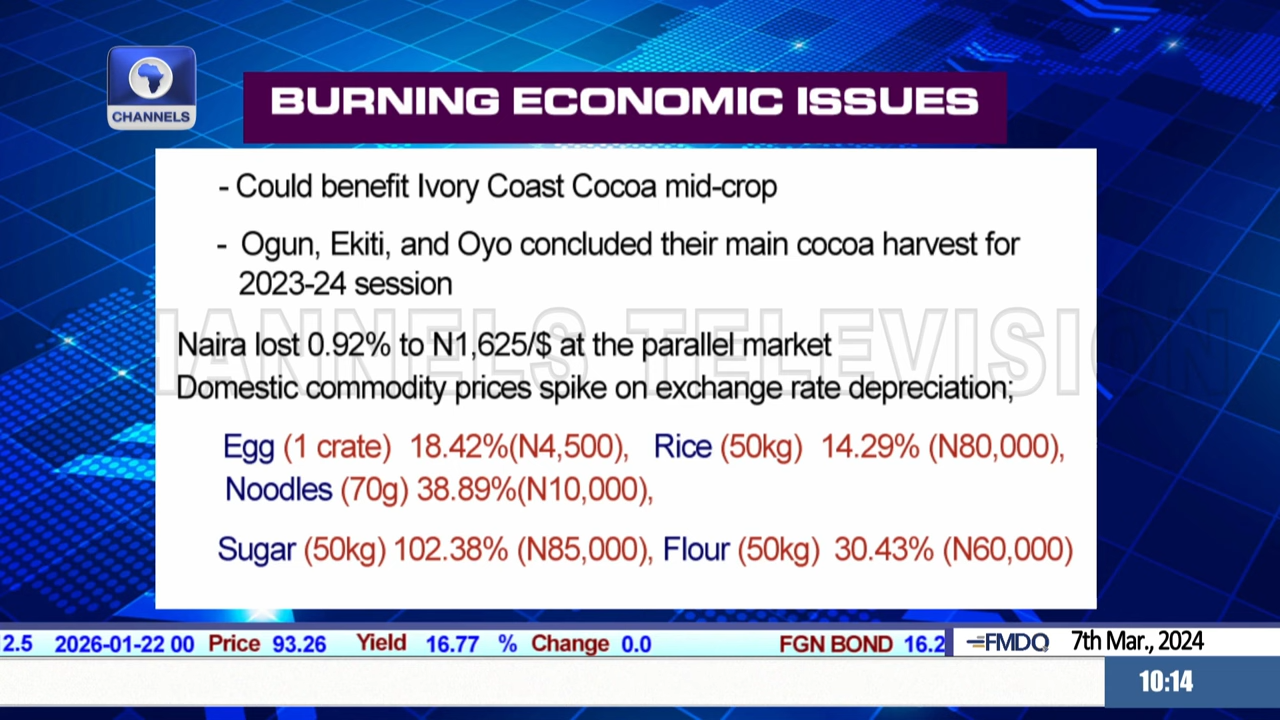 CHANNELS
BURNING ECONOMIC ISSUES
- Could benefit Ivory Coast Cocoa mid-crop
- Ogun, Ekiti, and Oyo concluded their main cocoa harvest for
2023-24 session
CHANNELS TELEVISION
Naira lost 0.92% to N1,625/$ at the parallel market
Domestic commodity prices spike on exchange rate depreciation;
Egg (1 crate) 18.42%(N4,500), Rice (50kg) 14.29% (N80,000),
Noodles (70g) 38.89%(N10,000),
Sugar (50kg) 102.38% (N85,000), Flour (50kg) 30.43% (N60,000)
2.5 2026-01-22 00 Price 93.26 Yield 16.77 % Change 0.0 FGN BOND 16.2 FMDQ 7th Mar., 2024
10:14